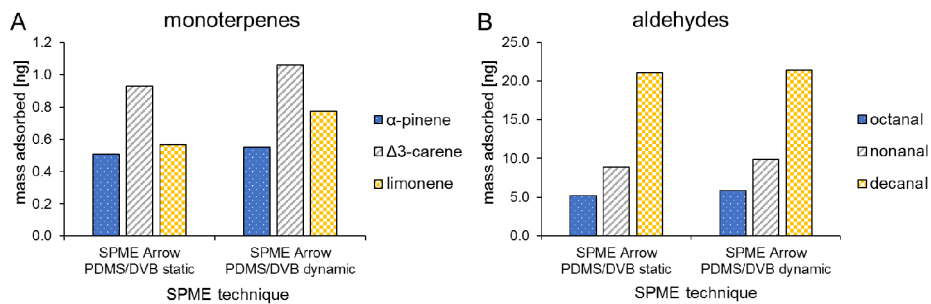 A
monoterpenes
mass adsorbed [ng]
1.2
1.0
0.8
0.6
0.4
0.2
0.0
SPME Arrow
PDMS/DVB static
SPME Arrow
PDMS/DVB dynamic
SPME technique
α-pinene
Δ3-carene
limonene
B
aldehydes
mass adsorbed [ng]
25.0
20.0
15.0
10.0
5.0
0.0
SPME Arrow
PDMS/DVB static
SPME Arrow
PDMS/DVB dynamic
SPME technique
octanal
nonanal
decanal